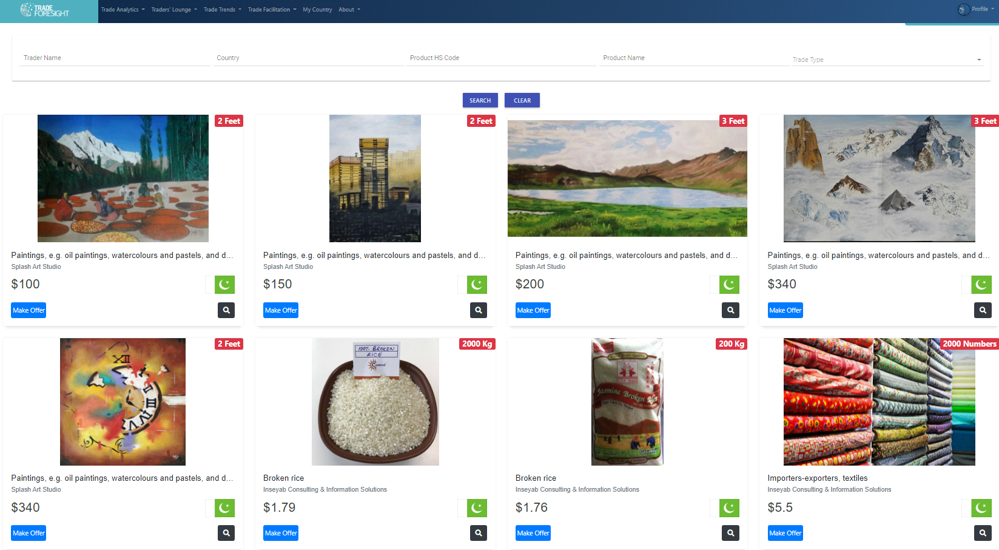 TRADE
FORESIGHT
Trade Analytics
Traders' Lounge
Trade Trends
Trade Facilitation
My Country
About
Profile
Trader Name
Country
Product HS Code
Product Name
Trade Type
SEARCH
CLEAR
2 Feet
2 Feet
3 Feet
3 Feet
Paintings, e.g. oil paintings, watercolours and pastels, and d...
Splash Art Studio
$100
Make Offer
Paintings, e.g. oil paintings, watercolours and pastels, and d...
Splash Art Studio
$150
Make Offer
Paintings, e.g. oil paintings, watercolours and pastels, and d...
Splash Art Studio
$200
Make Offer
Paintings, e.g. oil paintings, watercolours and pastels, and d...
Splash Art Studio
$340
Make Offer
2 Feet
XII
Paintings, e.g. oil paintings, watercolours and pastels, and d...
Splash Art Studio
$340
Make Offer
2000 Kg
100% BROKEN
RICE
Broken rice
Inseyab Consulting & Information Solutions
$1.79
Make Offer
200 Kg
Jasmine Broken Rice
Broken rice
Inseyab Consulting & Information Solutions
$1.76
Make Offer
2000 Numbers
Importers-exporters, textiles
Inseyab Consulting & Information Solutions
$5.5
Make Offer